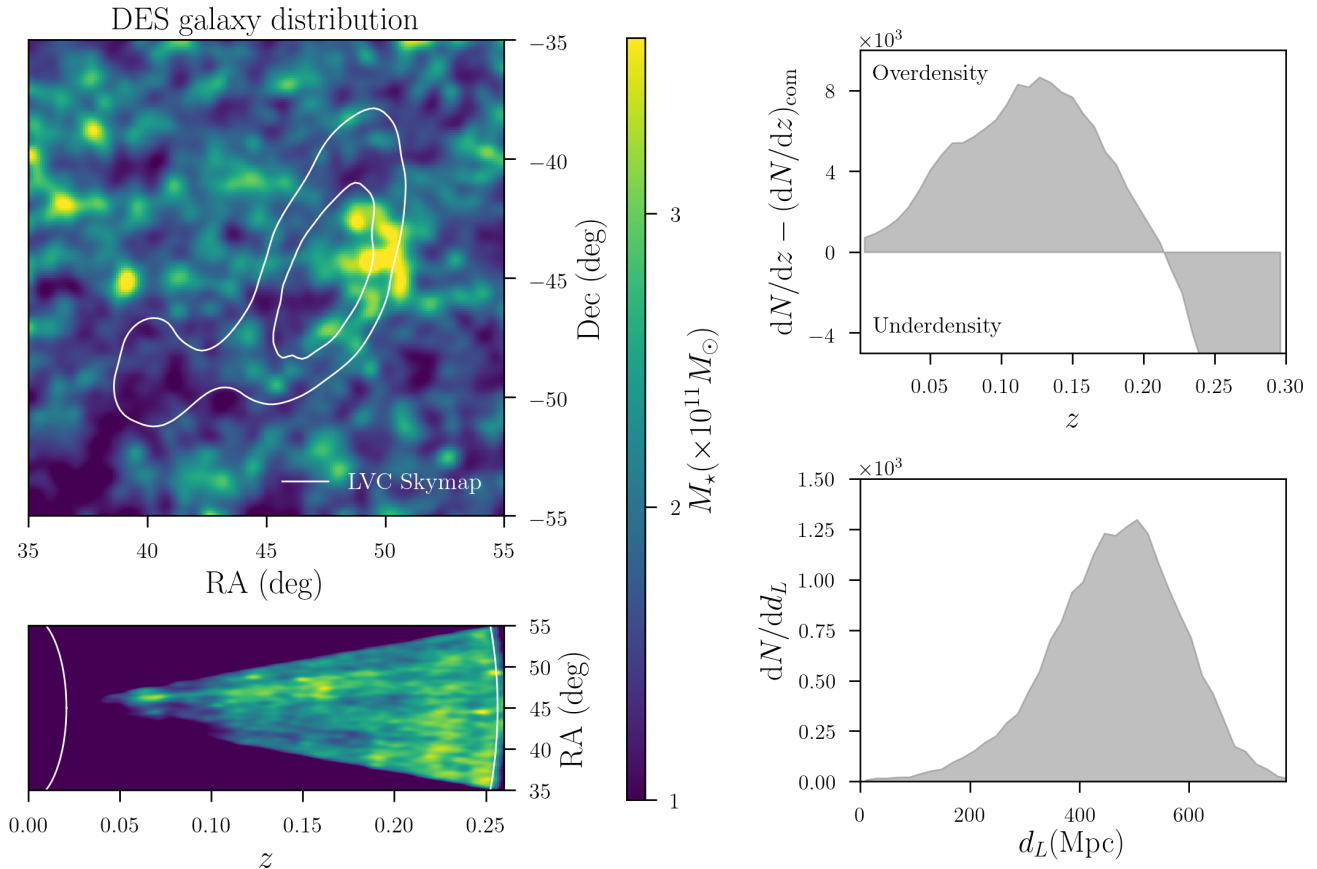 DES galaxy distribution
−35
−40
−45
−50
−55
Dec (deg)
35 40 45 50 55
RA (deg)
LVC Skymap
3
2
1
M⋆(×10¹¹M⊙)
55
50
45
40
35
RA (deg)
0.00 0.05 0.10 0.15 0.20 0.25
z
×10³
Overdensity
8
4
0
−4
Underdensity
dN/dz − (dN/dz)com
0.05 0.10 0.15 0.20 0.25 0.30
z
×10³
1.50
1.25
1.00
0.75
0.50
0.25
0.00
dN/ddL
0 200 400 600
dL(Mpc)